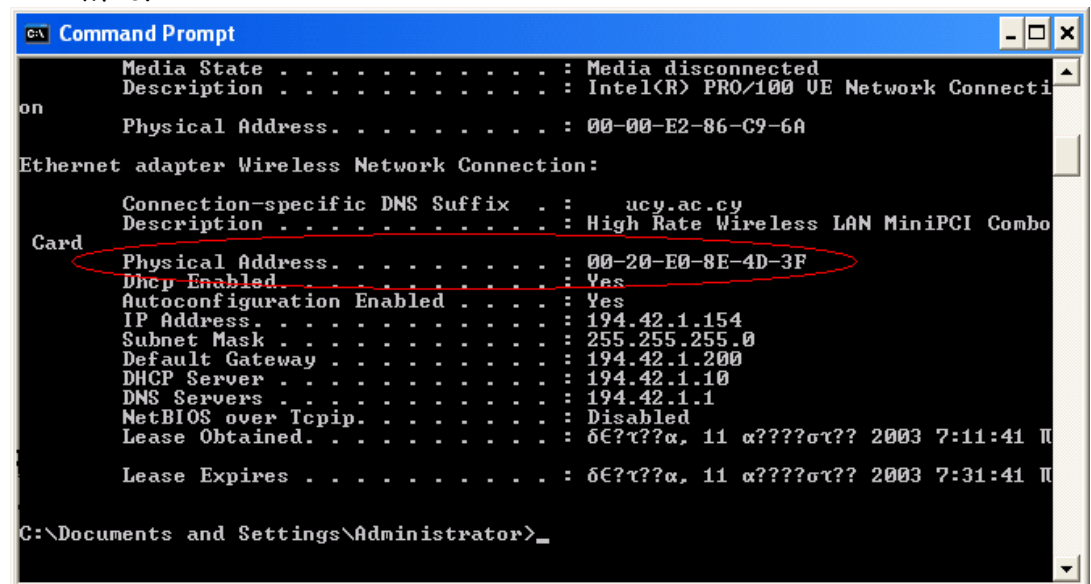 Command Prompt
Media State . . . . . . . . . . . : Media disconnected
Description . . . . . . . . . . . : Intel(R) PRO/100 VE Network Connecti
on
Physical Address. . . . . . . . . : 00-00-E2-86-C9-6A
Ethernet adapter Wireless Network Connection:
Connection-specific DNS Suffix  . : ucy.ac.cy
Description . . . . . . . . . . . : High Rate Wireless LAN MiniPCI Combo
Card
Physical Address. . . . . . . . . : 00-20-E0-8E-4D-3F
Dhcp Enabled. . . . . . . . . . . : Yes
Autoconfiguration Enabled . . . . : Yes
IP Address. . . . . . . . . . . . : 194.42.1.154
Subnet Mask . . . . . . . . . . . : 255.255.255.0
Default Gateway . . . . . . . . . : 194.42.1.200
DHCP Server . . . . . . . . . . . : 194.42.1.10
DNS Servers . . . . . . . . . . . : 194.42.1.1
NetBIOS over Tcpip. . . . . . . . : Disabled
Lease Obtained. . . . . . . . . . : δ€?τ??α, 11 α????στ?? 2003 7:11:41 π
Lease Expires . . . . . . . . . . : δ€?τ??α, 11 α????στ?? 2003 7:31:41 π
C:\Documents and Settings\Administrator>_